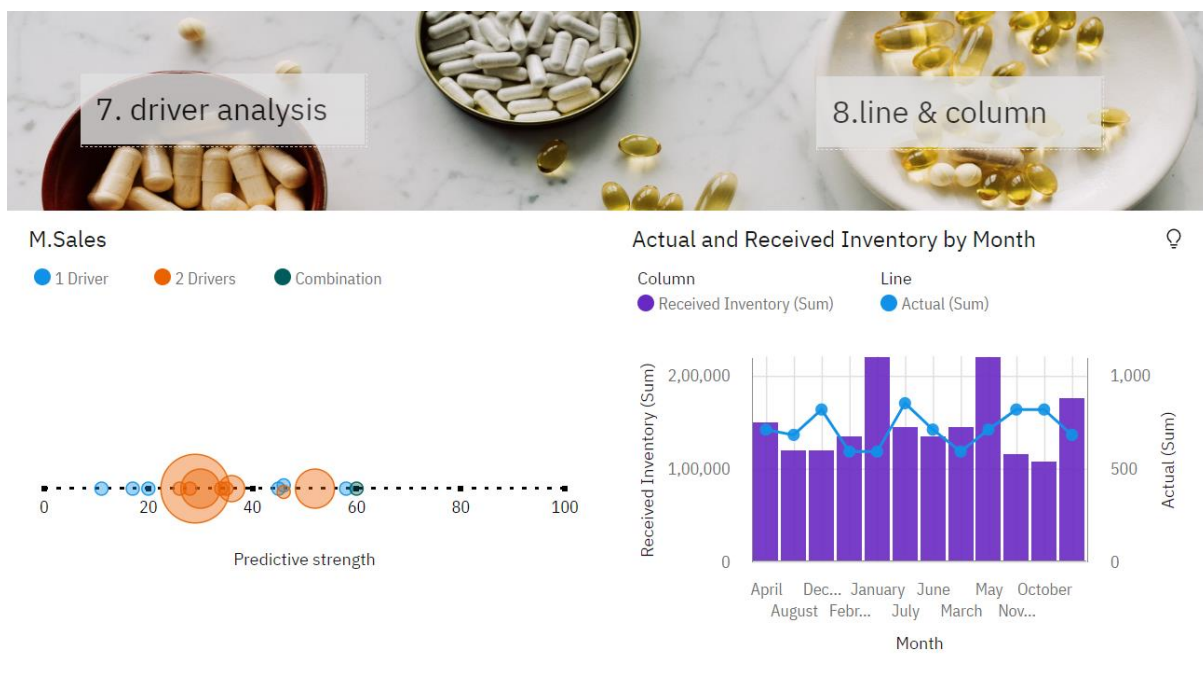 7. driver analysis
8.line & column
M.Sales
1 Driver 2 Drivers Combination
0 20 40 60 80 100
Predictive strength
Actual and Received Inventory by Month
Column Line
Received Inventory (Sum) Actual (Sum)
Received Inventory (Sum)
2,00,000
1,00,000
0
1,000
500
0
Actual (Sum)
April Dec... January June May October
August Febr... July March Nov...
Month